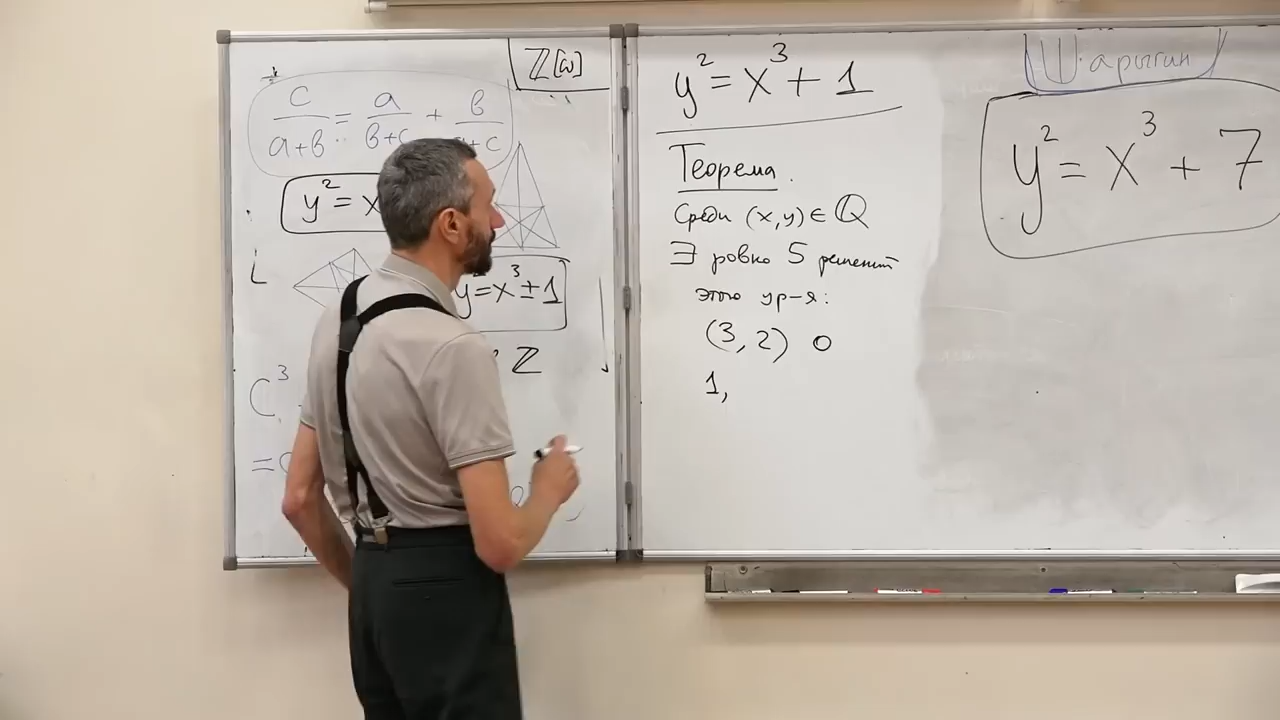 ℤ[ω]
c/(a+b) = a/(b+c) + b/
y² = x
y²=x³±1
ℤ
C³
=
y² = x³ + 1
Теорема.
Среди (x,y) ∈ ℚ
∃ ровно 5 решений
этого ур-я:
(3, 2) 0
1,
Шарыгин
y² = x³ + 7